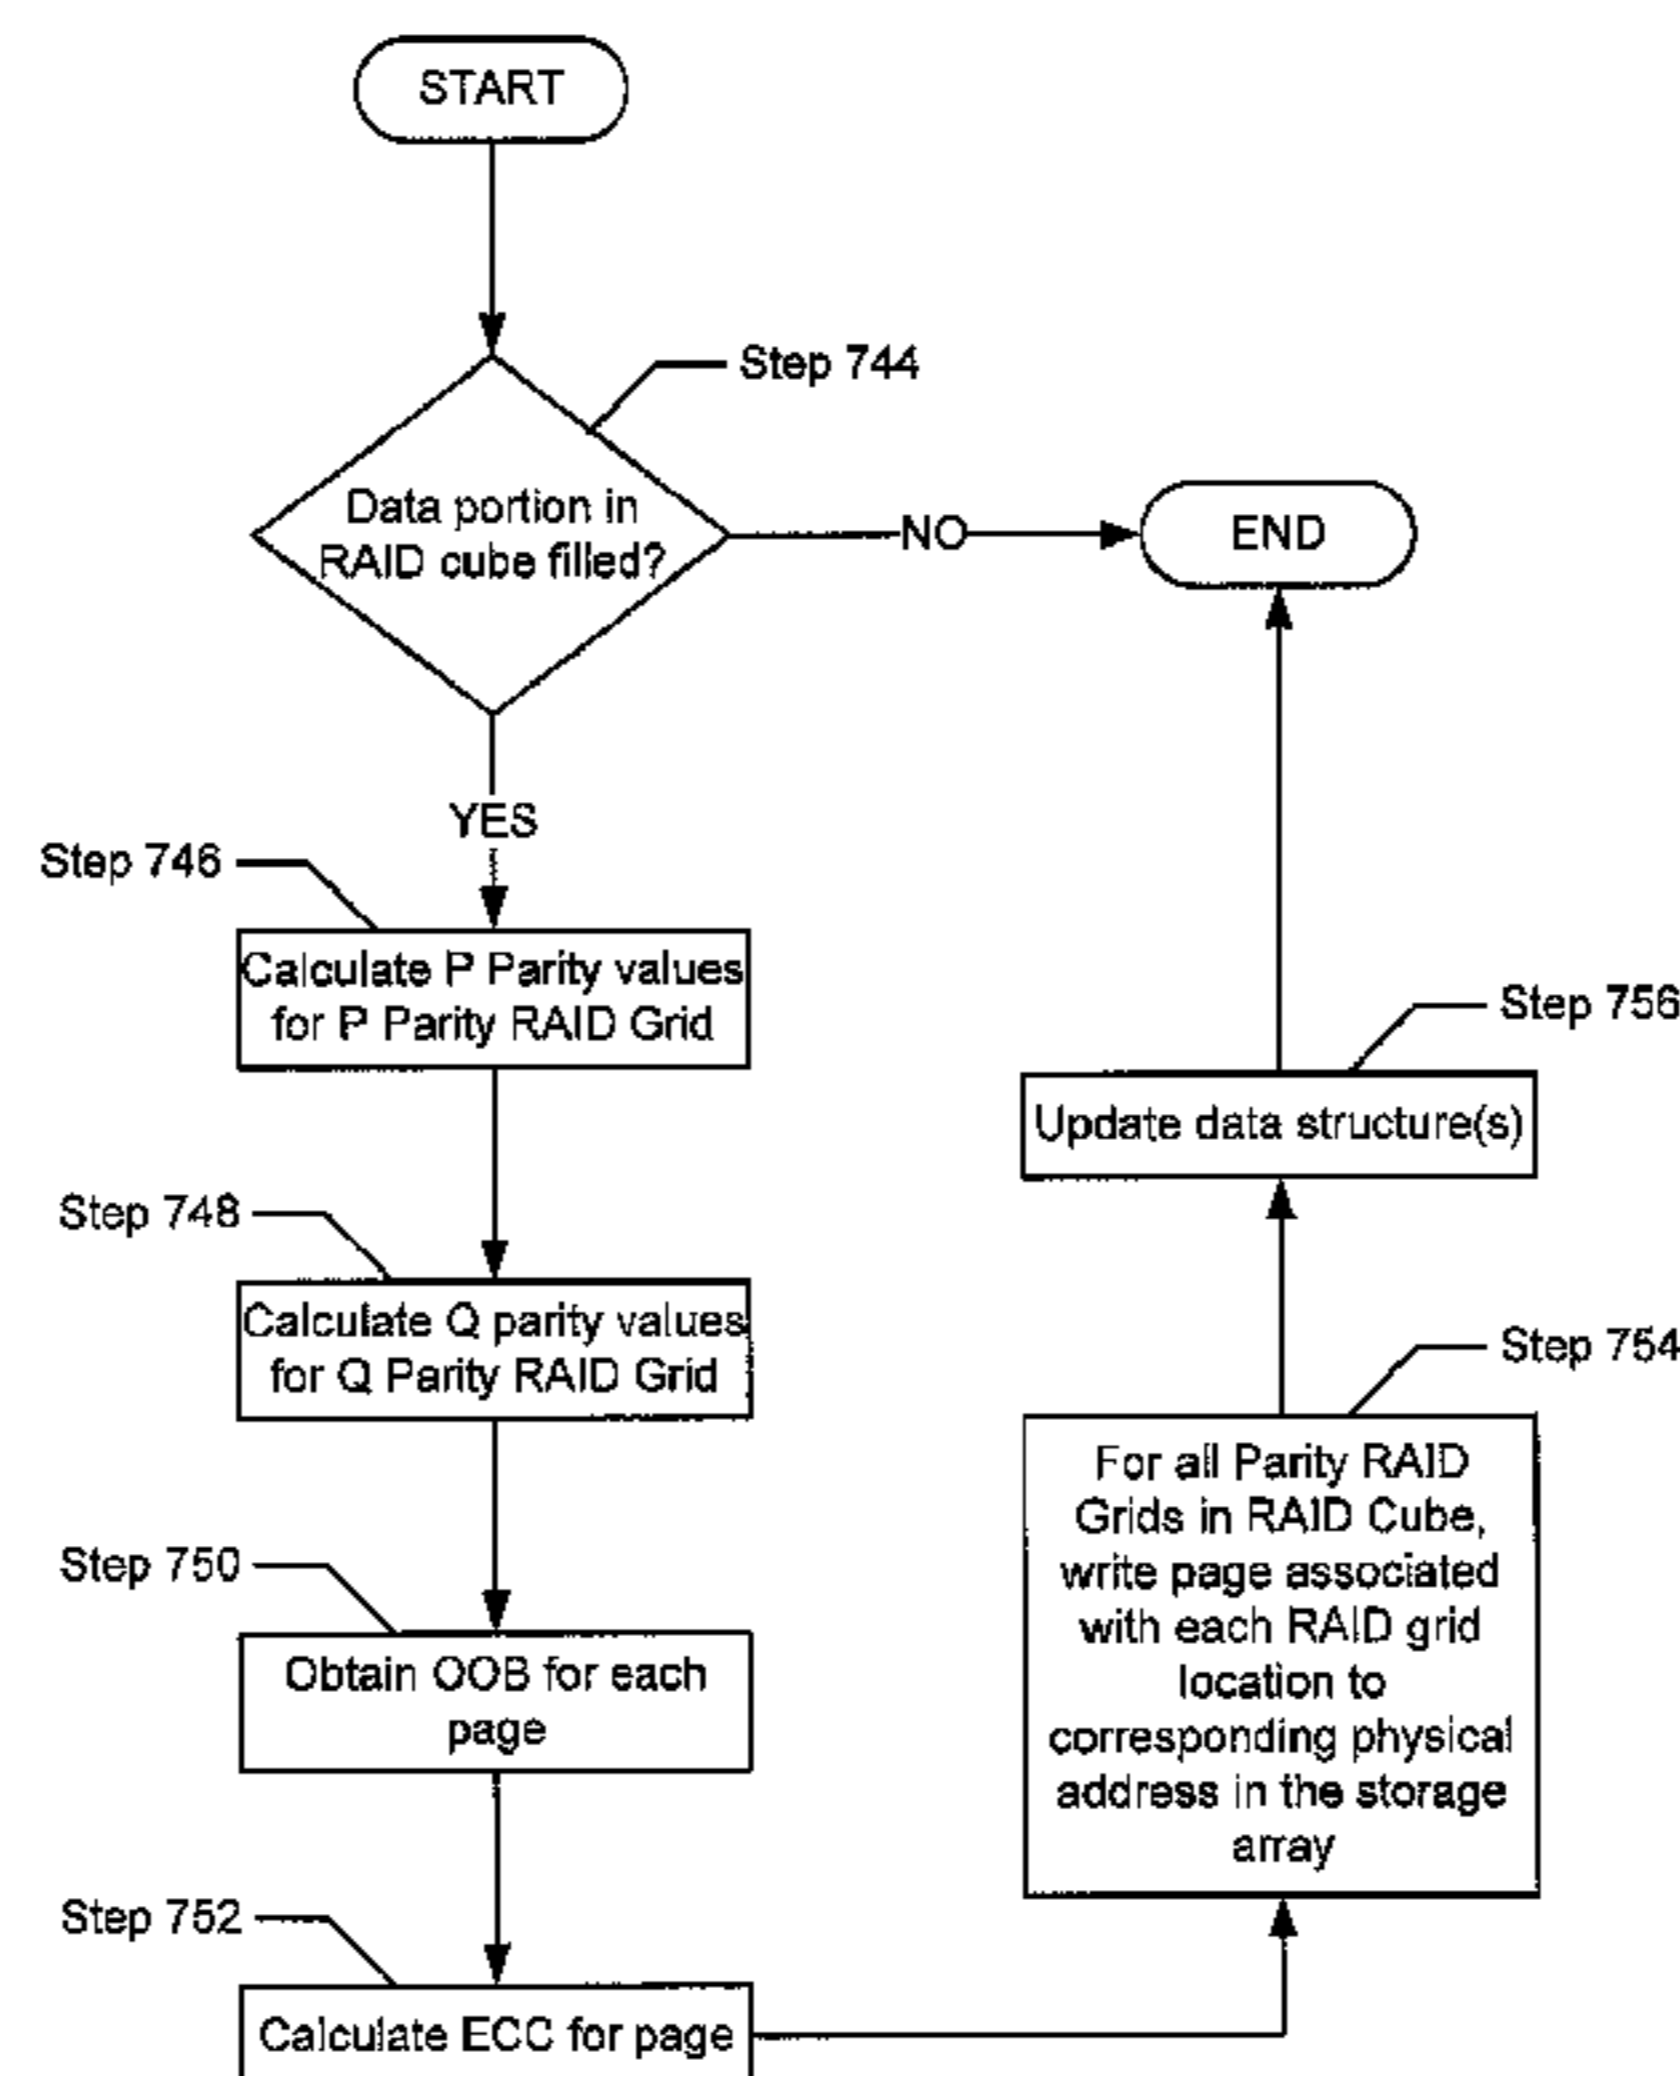 START
Step 744
Data portion in
RAID cube filled?
NO
END
YES
Step 746
Calculate P Parity values
for P Parity RAID Grid
Step 748
Calculate Q parity values
for Q Parity RAID Grid
Step 750
Obtain OOB for each
page
Step 752
Calculate ECC for page
Step 754
For all Parity RAID
Grids in RAID Cube,
write page associated
with each RAID grid
location to
corresponding physical
address in the storage
array
Step 756
Update data structure(s)